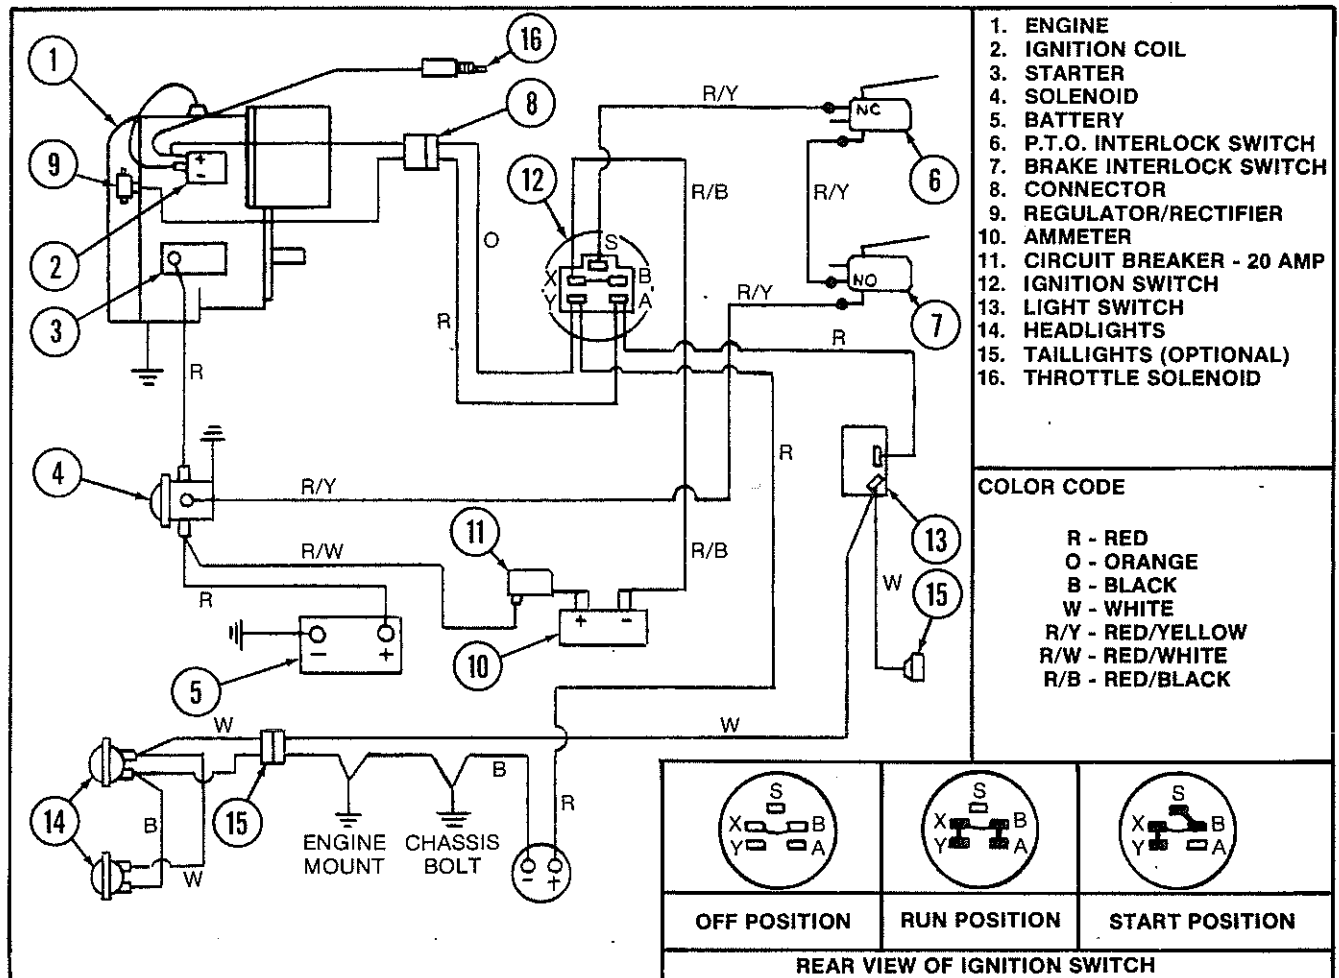 1. ENGINE
2. IGNITION COIL
3. STARTER
4. SOLENOID
5. BATTERY
6. P.T.O. INTERLOCK SWITCH
7. BRAKE INTERLOCK SWITCH
8. CONNECTOR
9. REGULATOR/RECTIFIER
10. AMMETER
11. CIRCUIT BREAKER - 20 AMP
12. IGNITION SWITCH
13. LIGHT SWITCH
14. HEADLIGHTS
15. TAILLIGHTS (OPTIONAL)
16. THROTTLE SOLENOID
COLOR CODE
R - RED
O - ORANGE
B - BLACK
W - WHITE
R/Y - RED/YELLOW
R/W - RED/WHITE
R/B - RED/BLACK
1
16
8
9
2
3
12
6
7
4
11
10
5
13
15
14
15
+
-
R/Y
NC
R/Y
R/B
NO
R/Y
O
S
X
B
Y
A
R
R
R
R
R/Y
R/W
R/B
R
W
-
+
+
-
W
W
B
B
W
R
-
+
ENGINE MOUNT
CHASSIS BOLT
S
X
B
Y
A
OFF POSITION
S
X
B
Y
A
RUN POSITION
S
X
B
Y
A
START POSITION
REAR VIEW OF IGNITION SWITCH